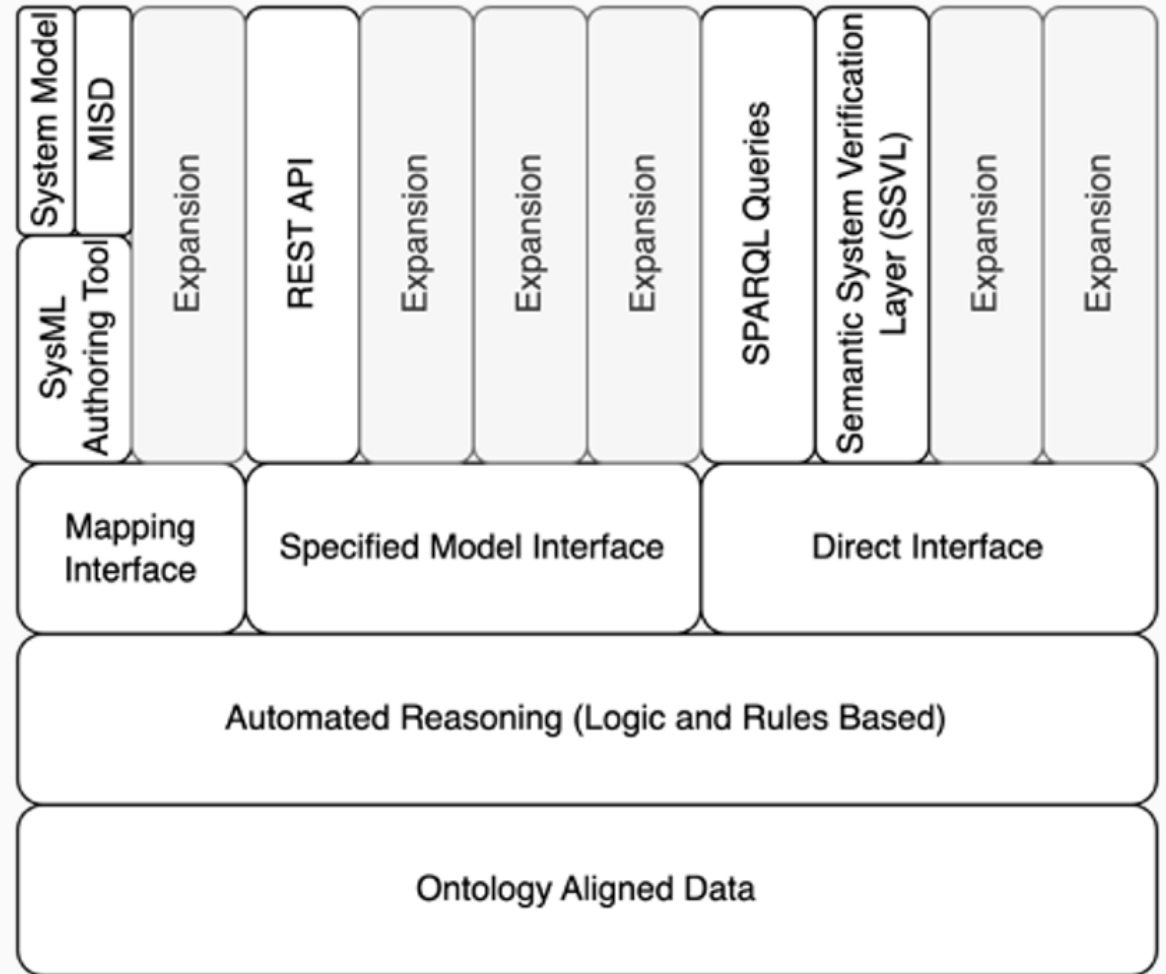 System Model
MISD
SysML
Authoring Tool
Expansion
REST API
Expansion
Expansion
Expansion
SPARQL Queries
Semantic System Verification
Layer (SSVL)
Expansion
Expansion
Mapping
Interface
Specified Model Interface
Direct Interface
Automated Reasoning (Logic and Rules Based)
Ontology Aligned Data